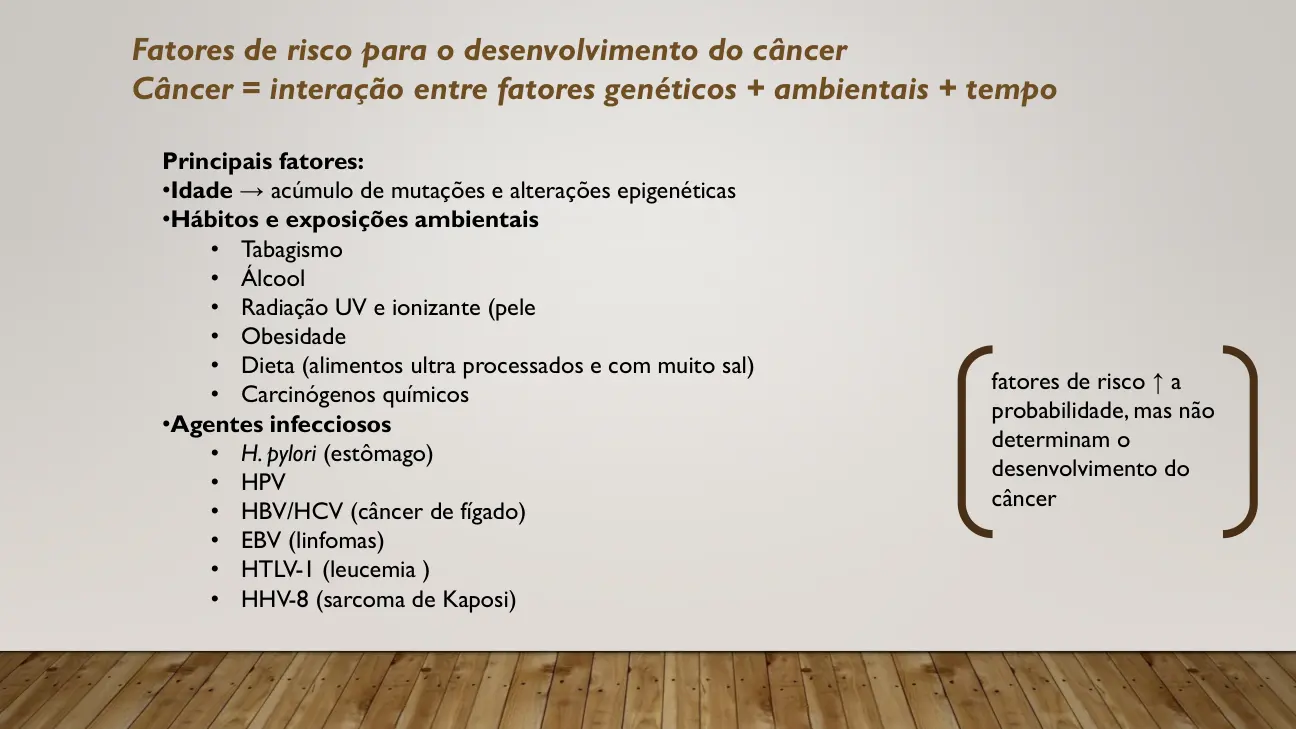 Fatores de risco para o desenvolvimento do câncer
Câncer = interação entre fatores genéticos + ambientais + tempo
Principais fatores:
•Idade → acúmulo de mutações e alterações epigenéticas
•Hábitos e exposições ambientais
• Tabagismo
• Álcool
• Radiação UV e ionizante (pele
• Obesidade
• Dieta (alimentos ultra processados e com muito sal)
• Carcinógenos químicos
•Agentes infecciosos
• H. pylori (estômago)
• HPV
• HBV/HCV (câncer de fígado)
• EBV (linfomas)
• HTLV-1 (leucemia )
• HHV-8 (sarcoma de Kaposi)
fatores de risco ↑ a
probabilidade, mas não
determinam o
desenvolvimento do
câncer